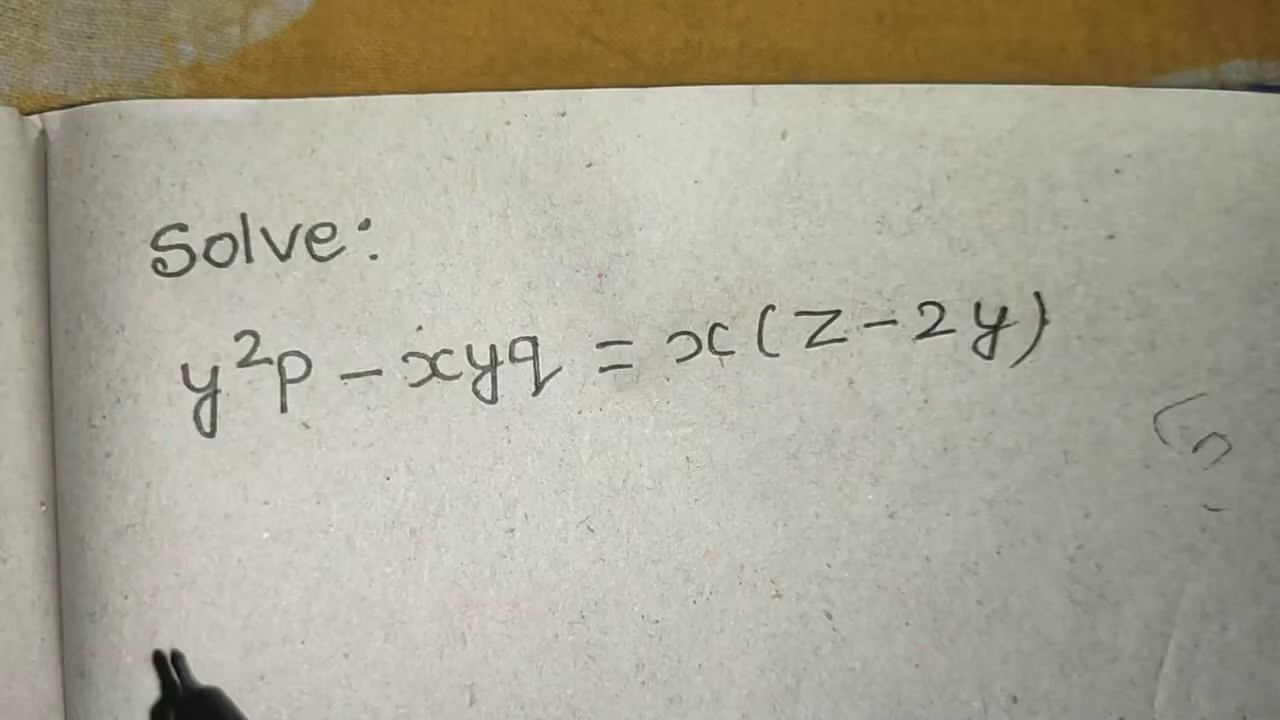 Solve:
y²p - xyq = x(z-2y)